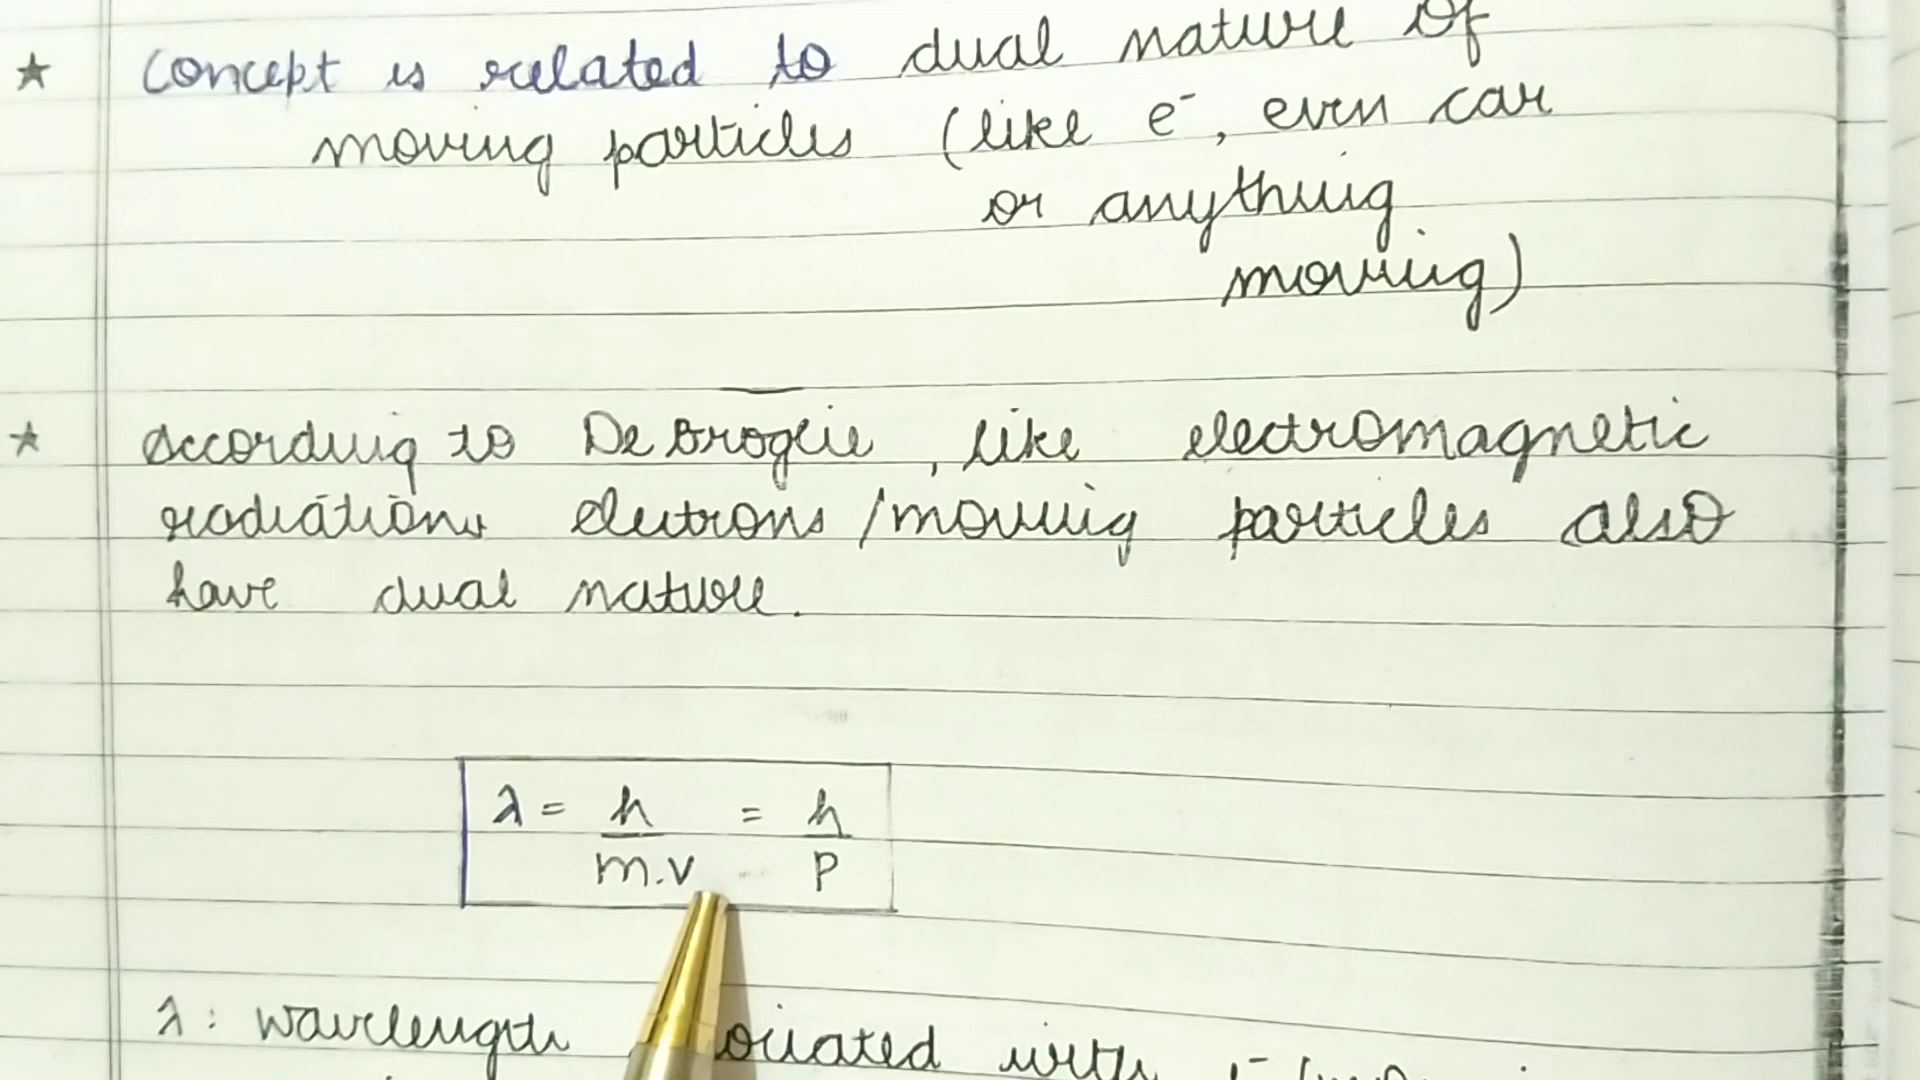 ★ Concept is related to dual nature of
moving particles (like e⁻, even car
or anything
moving)
★ According to De Broglie, like electromagnetic
radiations electrons/moving particles also
have dual nature.
λ = h/m.v = h/p
λ: wavelength with